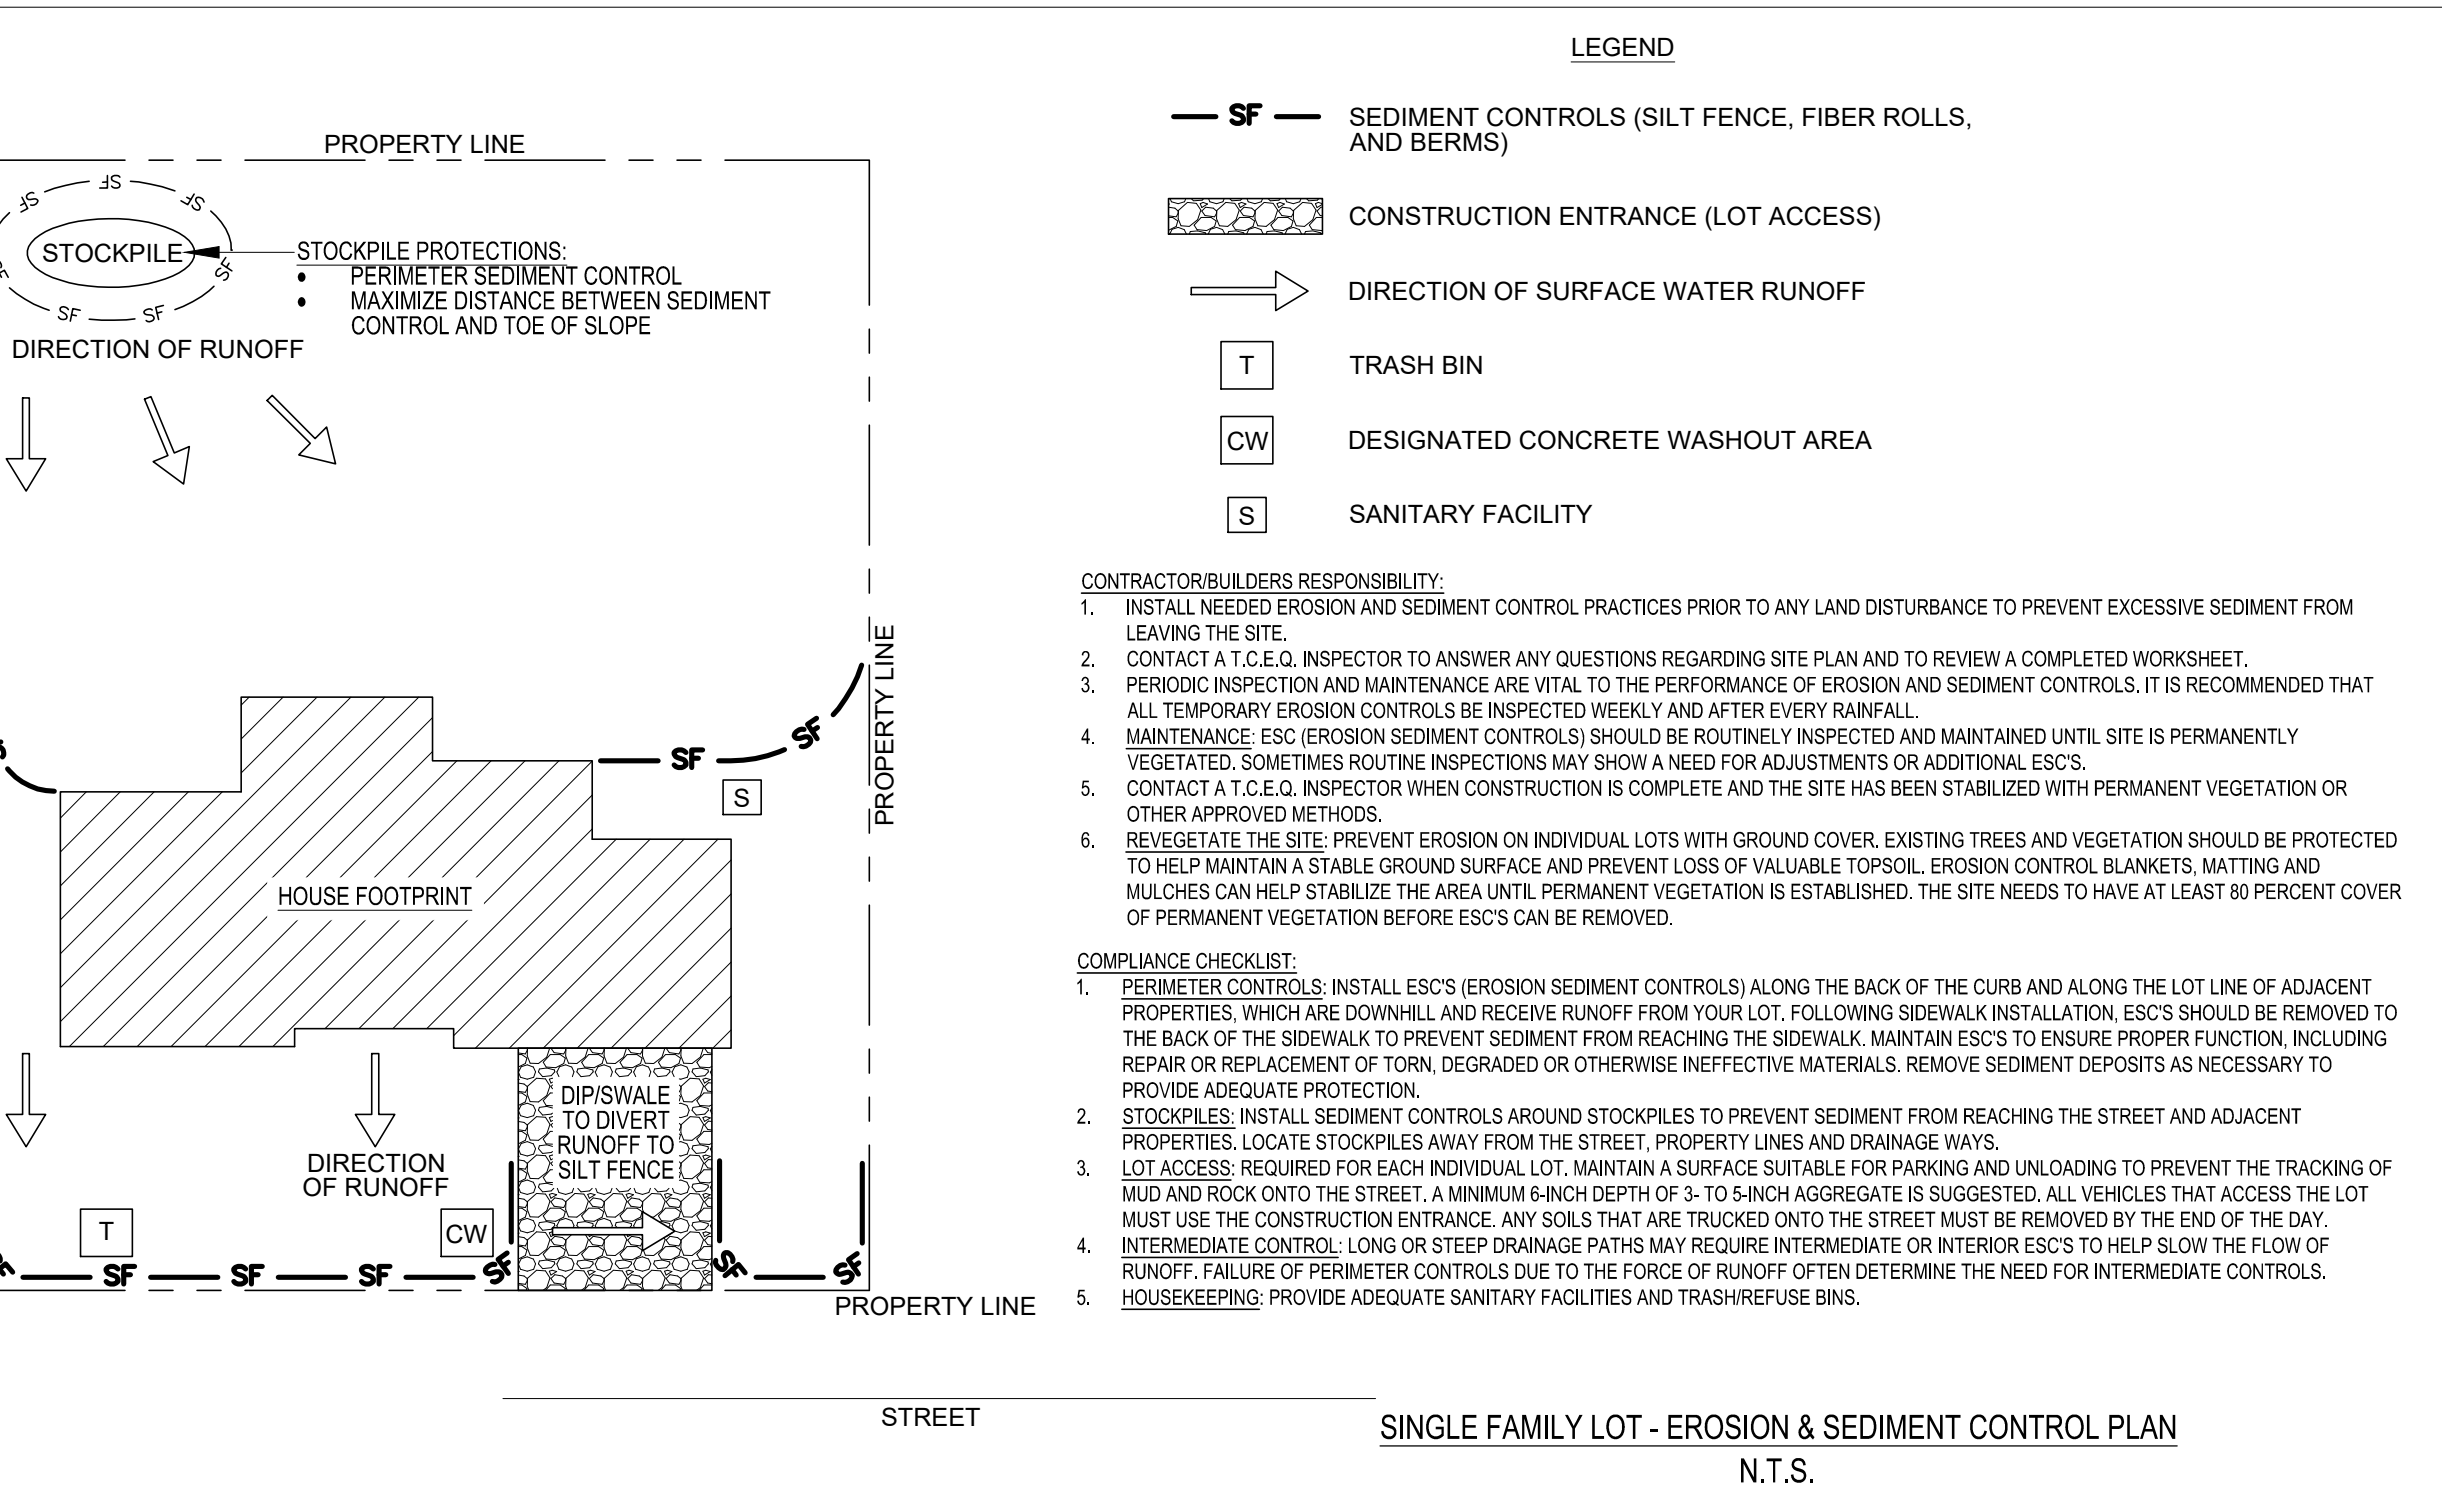 LEGEND
SF
SEDIMENT CONTROLS (SILT FENCE, FIBER ROLLS,
AND BERMS)
CONSTRUCTION ENTRANCE (LOT ACCESS)
DIRECTION OF SURFACE WATER RUNOFF
T
TRASH BIN
CW
DESIGNATED CONCRETE WASHOUT AREA
S
SANITARY FACILITY
PROPERTY LINE
SF
SF
SF
SF
SF
SF
STOCKPILE
STOCKPILE PROTECTIONS:
• PERIMETER SEDIMENT CONTROL
• MAXIMIZE DISTANCE BETWEEN SEDIMENT
CONTROL AND TOE OF SLOPE
DIRECTION OF RUNOFF
PROPERTY LINE
SF
SF
S
HOUSE FOOTPRINT
DIP/SWALE
TO DIVERT
RUNOFF TO
SILT FENCE
DIRECTION
OF RUNOFF
T
CW
SF
SF
SF
SF
SF
SF
PROPERTY LINE
STREET
CONTRACTOR/BUILDERS RESPONSIBILITY:
1. INSTALL NEEDED EROSION AND SEDIMENT CONTROL PRACTICES PRIOR TO ANY LAND DISTURBANCE TO PREVENT EXCESSIVE SEDIMENT FROM
LEAVING THE SITE.
2. CONTACT A T.C.E.Q. INSPECTOR TO ANSWER ANY QUESTIONS REGARDING SITE PLAN AND TO REVIEW A COMPLETED WORKSHEET.
3. PERIODIC INSPECTION AND MAINTENANCE ARE VITAL TO THE PERFORMANCE OF EROSION AND SEDIMENT CONTROLS. IT IS RECOMMENDED THAT
ALL TEMPORARY EROSION CONTROLS BE INSPECTED WEEKLY AND AFTER EVERY RAINFALL.
4. MAINTENANCE: ESC (EROSION SEDIMENT CONTROLS) SHOULD BE ROUTINELY INSPECTED AND MAINTAINED UNTIL SITE IS PERMANENTLY
VEGETATED. SOMETIMES ROUTINE INSPECTIONS MAY SHOW A NEED FOR ADJUSTMENTS OR ADDITIONAL ESC'S.
5. CONTACT A T.C.E.Q. INSPECTOR WHEN CONSTRUCTION IS COMPLETE AND THE SITE HAS BEEN STABILIZED WITH PERMANENT VEGETATION OR
OTHER APPROVED METHODS.
6. REVEGETATE THE SITE: PREVENT EROSION ON INDIVIDUAL LOTS WITH GROUND COVER. EXISTING TREES AND VEGETATION SHOULD BE PROTECTED
TO HELP MAINTAIN A STABLE GROUND SURFACE AND PREVENT LOSS OF VALUABLE TOPSOIL. EROSION CONTROL BLANKETS, MATTING AND
MULCHES CAN HELP STABILIZE THE AREA UNTIL PERMANENT VEGETATION IS ESTABLISHED. THE SITE NEEDS TO HAVE AT LEAST 80 PERCENT COVER
OF PERMANENT VEGETATION BEFORE ESC'S CAN BE REMOVED.
COMPLIANCE CHECKLIST:
1. PERIMETER CONTROLS: INSTALL ESC'S (EROSION SEDIMENT CONTROLS) ALONG THE BACK OF THE CURB AND ALONG THE LOT LINE OF ADJACENT
PROPERTIES, WHICH ARE DOWNHILL AND RECEIVE RUNOFF FROM YOUR LOT. FOLLOWING SIDEWALK INSTALLATION, ESC'S SHOULD BE REMOVED TO
THE BACK OF THE SIDEWALK TO PREVENT SEDIMENT FROM REACHING THE SIDEWALK. MAINTAIN ESC'S TO ENSURE PROPER FUNCTION, INCLUDING
REPAIR OR REPLACEMENT OF TORN, DEGRADED OR OTHERWISE INEFFECTIVE MATERIALS. REMOVE SEDIMENT DEPOSITS AS NECESSARY TO
PROVIDE ADEQUATE PROTECTION.
2. STOCKPILES: INSTALL SEDIMENT CONTROLS AROUND STOCKPILES TO PREVENT SEDIMENT FROM REACHING THE STREET AND ADJACENT
PROPERTIES. LOCATE STOCKPILES AWAY FROM THE STREET, PROPERTY LINES AND DRAINAGE WAYS.
3. LOT ACCESS: REQUIRED FOR EACH INDIVIDUAL LOT. MAINTAIN A SURFACE SUITABLE FOR PARKING AND UNLOADING TO PREVENT THE TRACKING OF
MUD AND ROCK ONTO THE STREET. A MINIMUM 6-INCH DEPTH OF 3- TO 5-INCH AGGREGATE IS SUGGESTED. ALL VEHICLES THAT ACCESS THE LOT
MUST USE THE CONSTRUCTION ENTRANCE. ANY SOILS THAT ARE TRUCKED ONTO THE STREET MUST BE REMOVED BY THE END OF THE DAY.
4. INTERMEDIATE CONTROL: LONG OR STEEP DRAINAGE PATHS MAY REQUIRE INTERMEDIATE OR INTERIOR ESC'S TO HELP SLOW THE FLOW OF
RUNOFF. FAILURE OF PERIMETER CONTROLS DUE TO THE FORCE OF RUNOFF OFTEN DETERMINE THE NEED FOR INTERMEDIATE CONTROLS.
5. HOUSEKEEPING: PROVIDE ADEQUATE SANITARY FACILITIES AND TRASH/REFUSE BINS.
SINGLE FAMILY LOT - EROSION & SEDIMENT CONTROL PLAN
N.T.S.